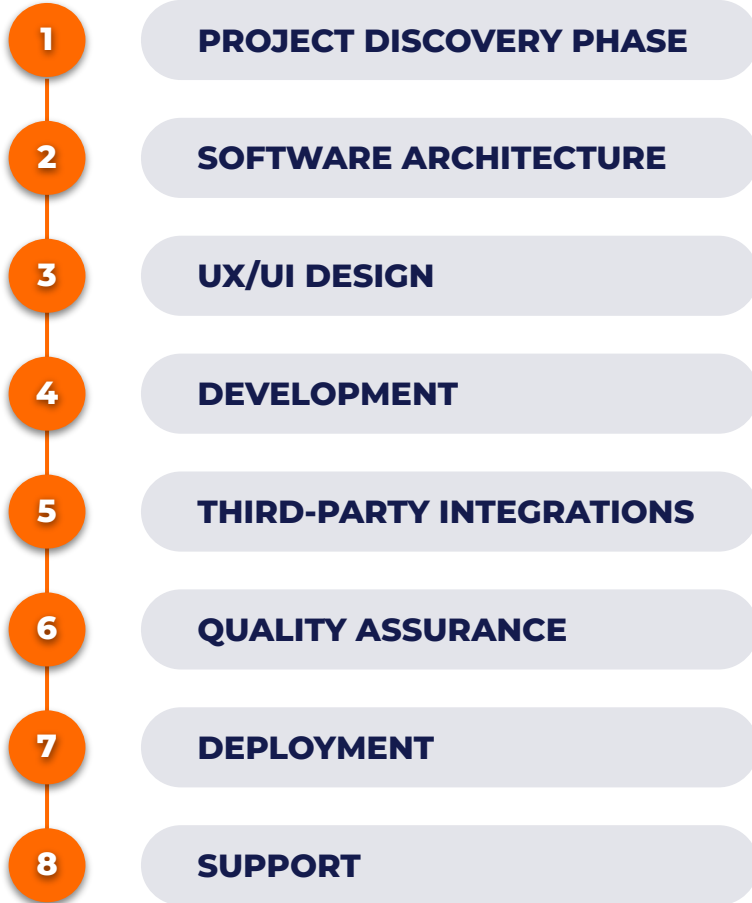 1 PROJECT DISCOVERY PHASE
2 SOFTWARE ARCHITECTURE
3 UX/UI DESIGN
4 DEVELOPMENT
5 THIRD-PARTY INTEGRATIONS
6 QUALITY ASSURANCE
7 DEPLOYMENT
8 SUPPORT